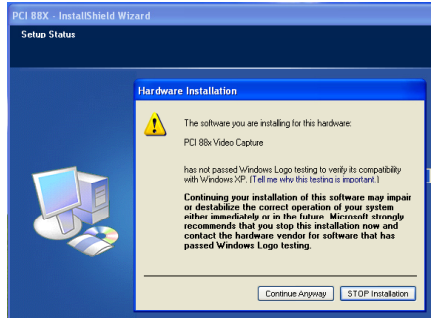 PCI 88X - InstallShield Wizard
Setup Status
Hardware Installation
The software you are installing for this hardware:
PCI 88x Video Capture
has not passed Windows Logo testing to verify its compatibility
with Windows XP. (Tell me why this testing is important.)
Continuing your installation of this software may impair
or destabilize the correct operation of your system
either immediately or in the future. Microsoft strongly
recommends that you stop this installation now and
contact the hardware vendor for software that has
passed Windows Logo testing.
Continue Anyway STOP Installation